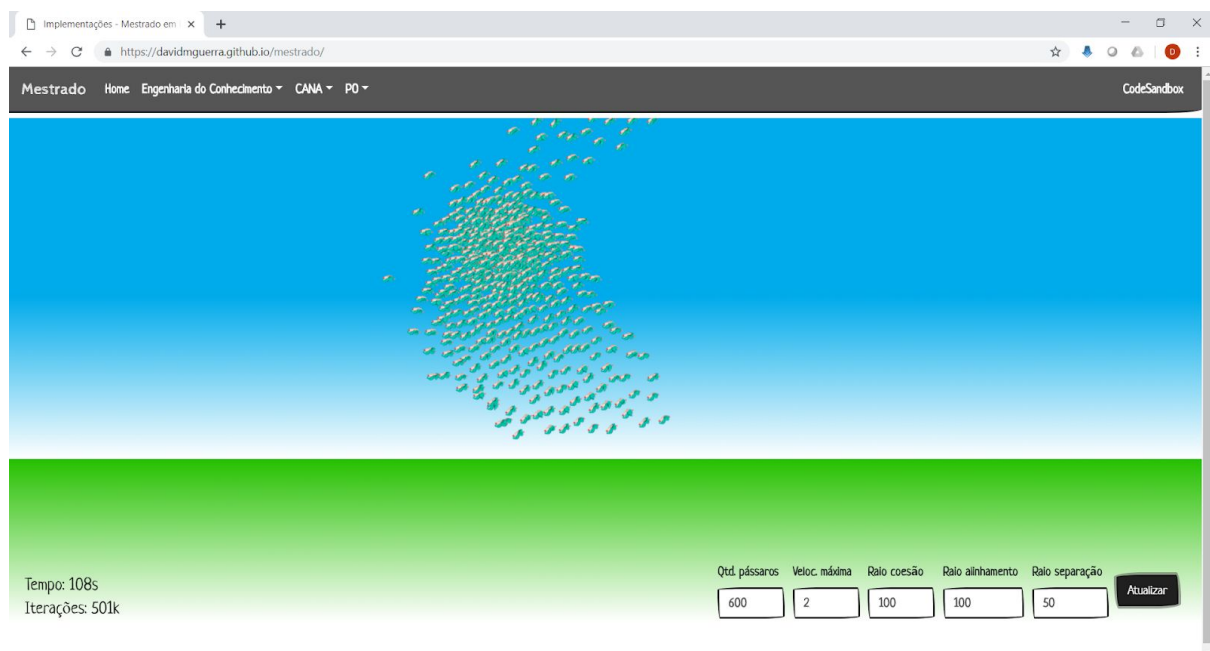 Implementações - Mestrado em
https://davidmguerra.github.io/mestrado/
D
Mestrado Home Engenharia do Conhecimento CANA PO CodeSandbox
Qtd. pássaros Veloc. máxima Raio coesão Raio alinhamento Raio separação
600 2 100 100 50 Atualizar
Tempo: 108s
Iterações: 501k